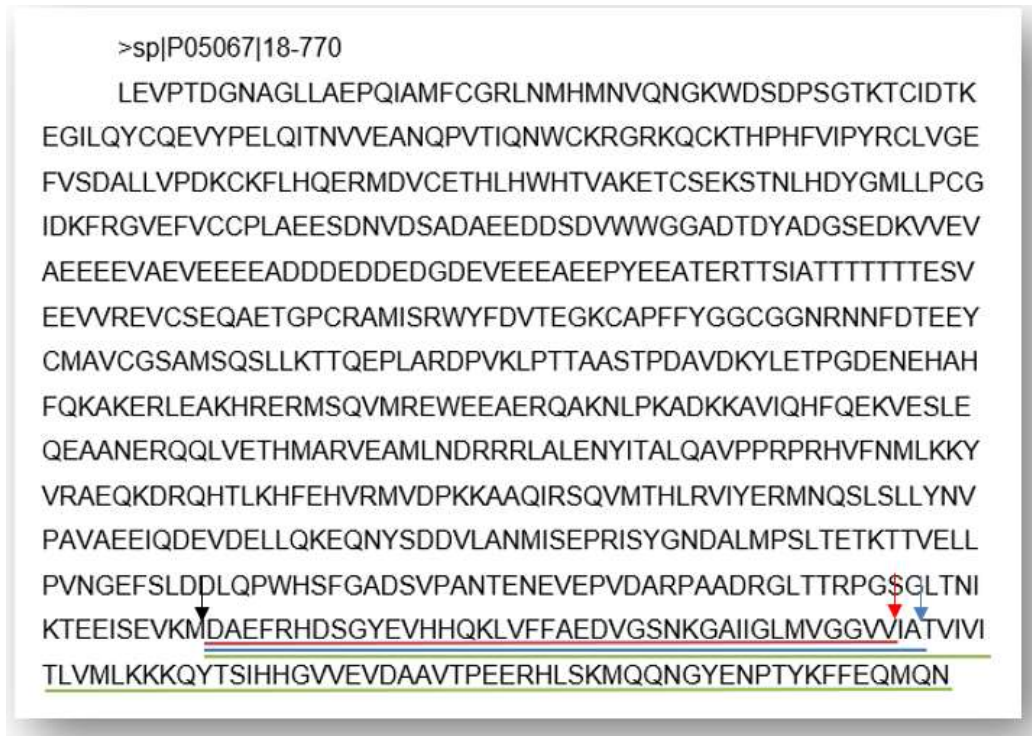 >sp|P05067|18-770
LEVPTDGNAGLLAEPQIAMFCGRLNMHMNVQNGKWDSDPSGTKTCIDTK
EGILQYCQEVYPELQITNVVEANQPVTIQNWCKRGRKQCKTHPHFVIPYRCLVGE
FVSDALLVPDKCKFLHQERMDVCETHLHWHTVAKETCSEKSTNLHDYGMLLPCG
IDKFRGVEFVCCPLAEESDNVDSADAEEDDSDVWWGGADTDYADGSEDKVVEV
AEEEEVAEVEEEEADDDEDDEDGDEVEEEAEEPYEEATERTTSIATTTTTTTESV
EEVVREVCSEQAETGPCRAMISRWYFDVTEGKCAPFFYGGCGGNRNNFDTEEY
CMAVCGSAMSQSLLKTTQEPLARDPVKLPTTAASTPDAVDKYLETPGDENEHAH
FQKAKERLEAKHRERMSQVMREWEEAERQAKNLPKADKKAVIQHFQEKVESLE
QEAANERQQLVETHMARVEAMLNDRRRLALENYITALQAVPPRPRHVFNMLKKY
VRAEQKDRQHTLKHFEHVRMVDPKKAAQIRSQVMTHLRVIYERMNQSLSLLYNV
PAVAEEIQDEVDELLQKEQNYSDDVLANMISEPRISYGNDALMPSLTETKTTVELL
PVNGEFSLDDLQPWHSFGADSVPANTENEVEPVDARPAADRGLTTRPGSGLTNI
KTEEISEVKMDAEFRHDSGYEVHHQKLVFFAEDVGSNKGAIIGLMVGGVVIATVIVI
TLVMLKKKQYTSIHHGVVEVDAAVTPEERHLSKMQQNGYENPTYKFFEQMQN